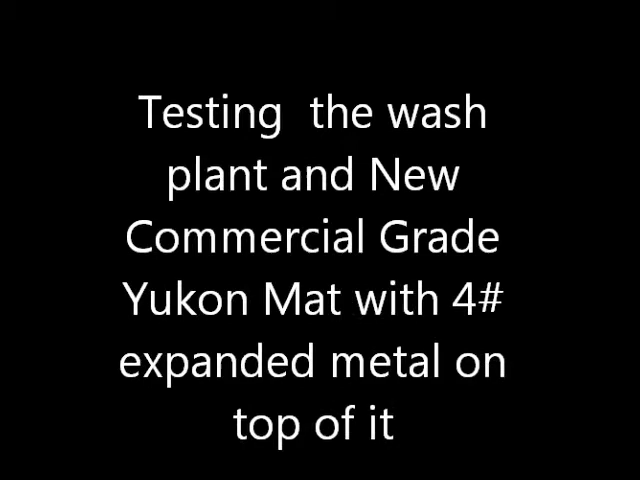 Testing  the wash
plant and New
Commercial Grade
Yukon Mat with 4#
expanded metal on
top of it